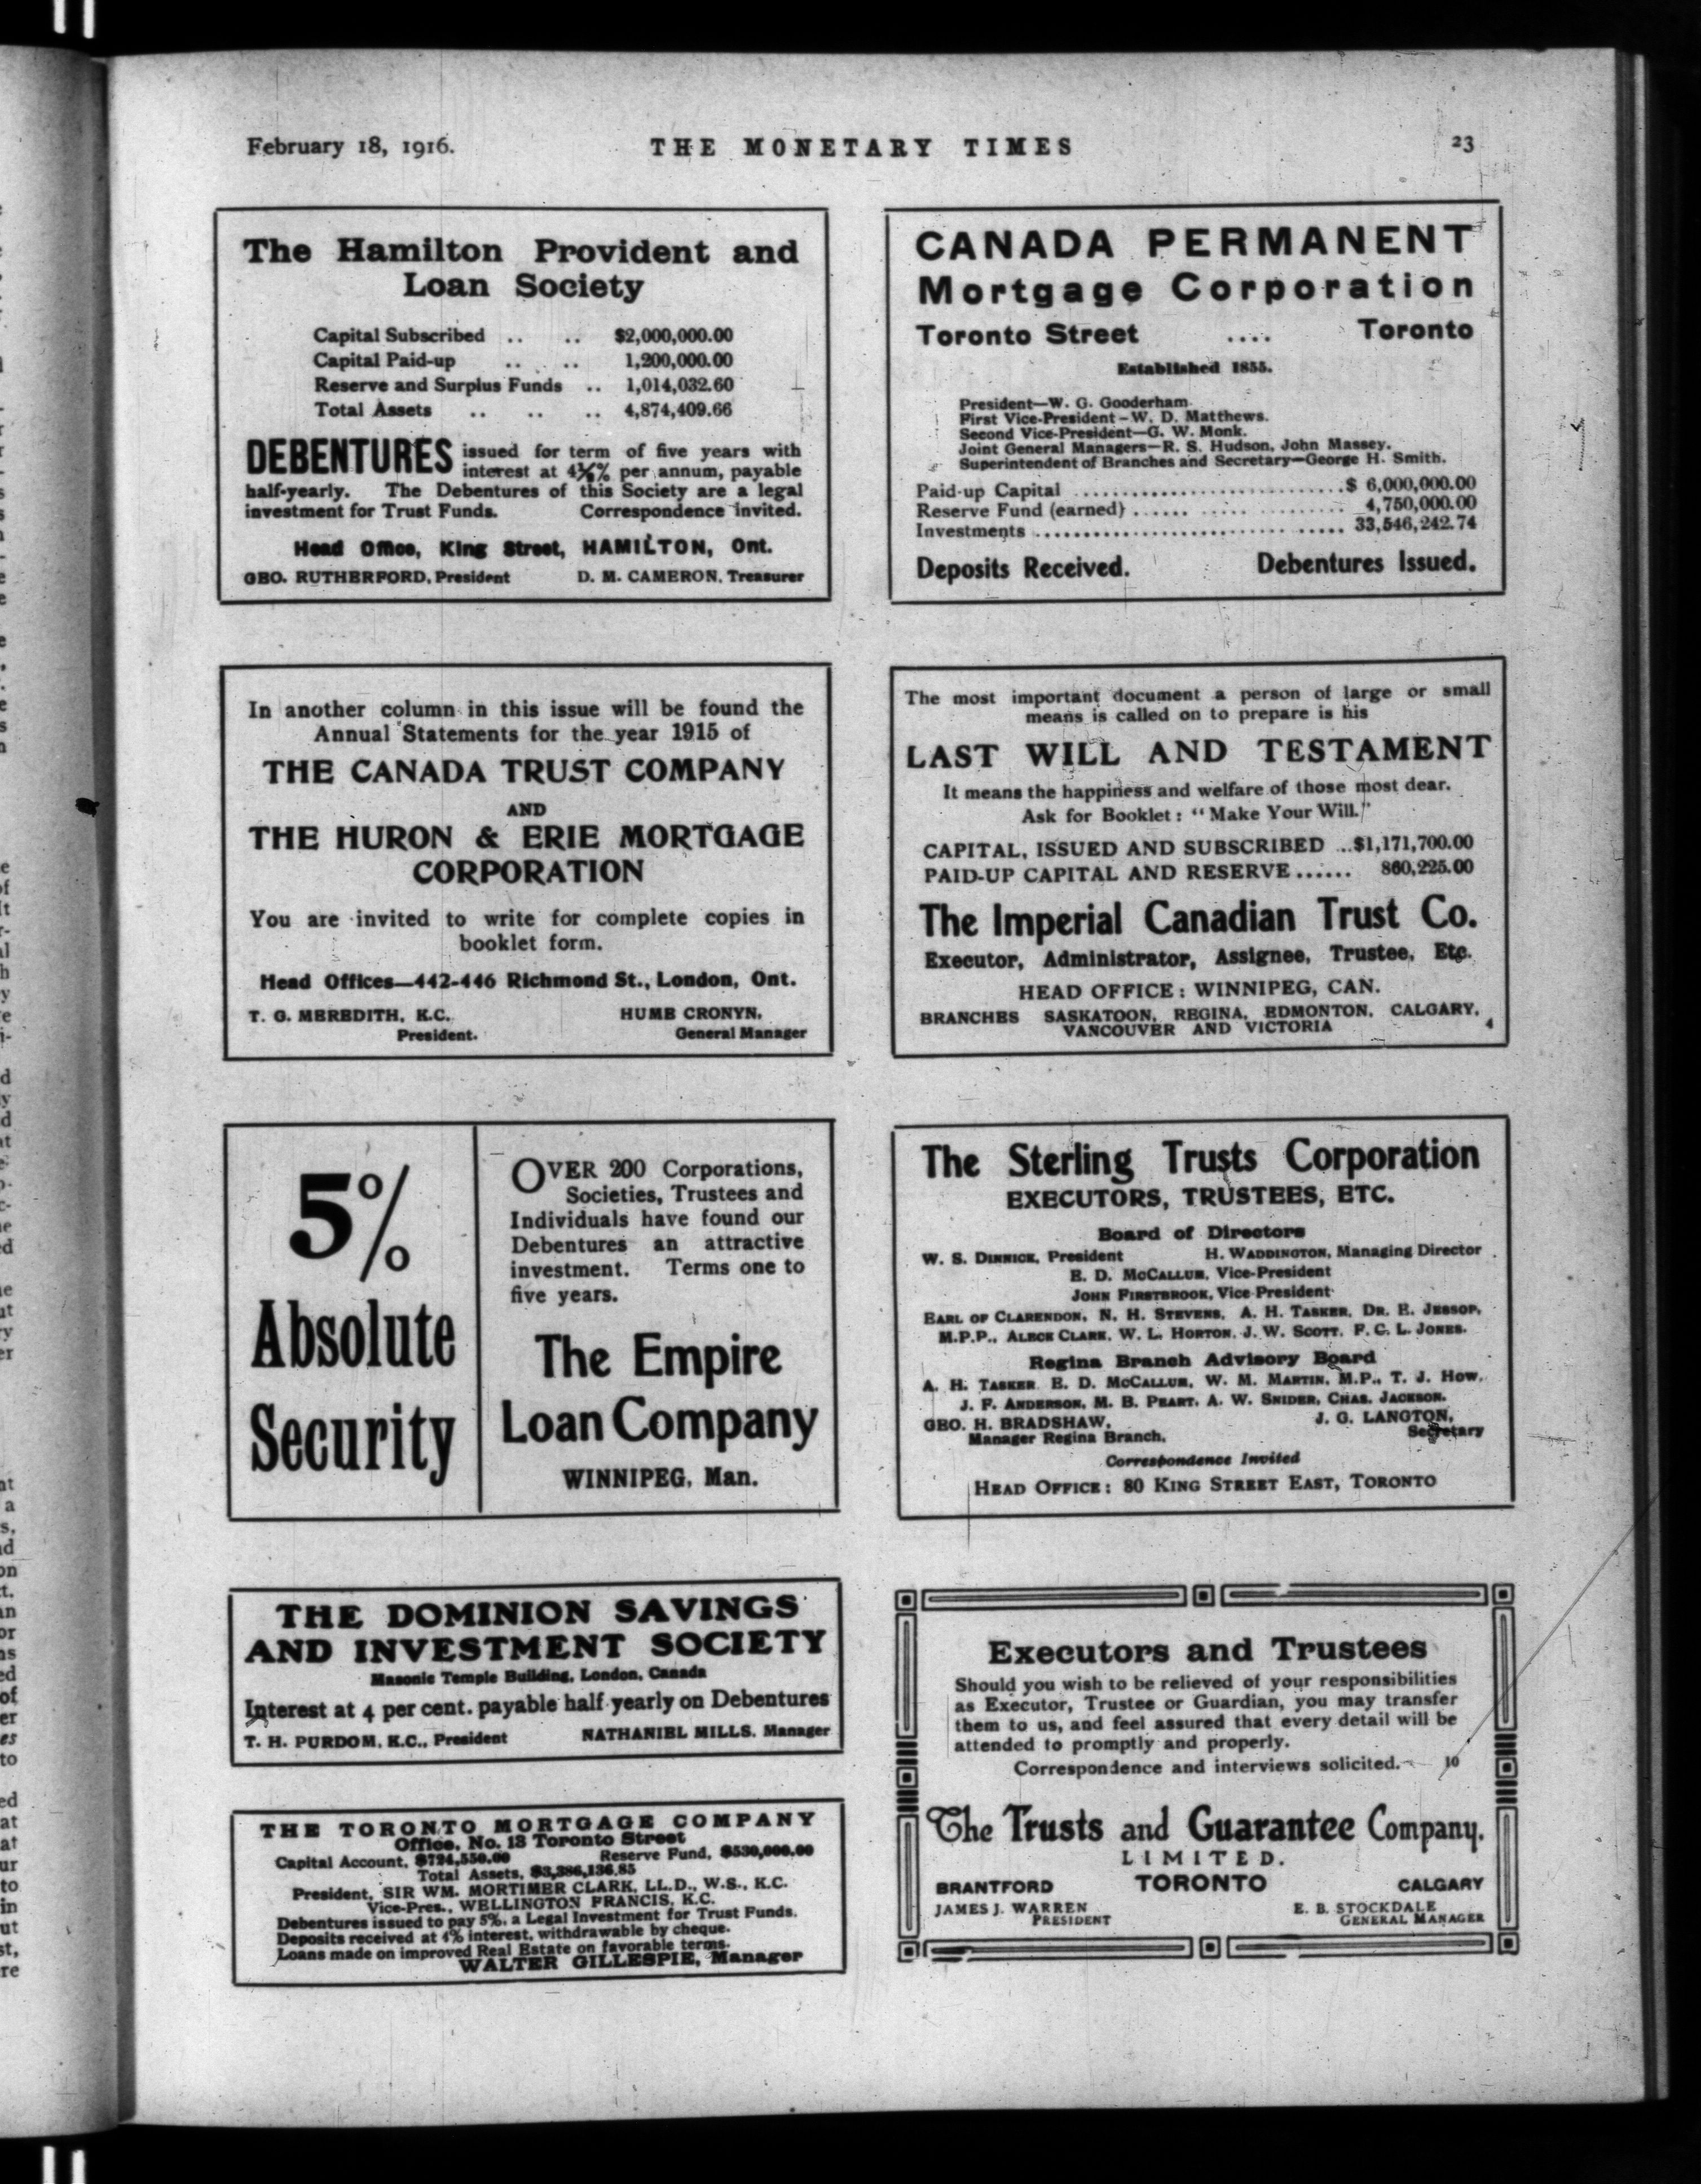 February 18, 1916.
THE MONETARY TIMES
23
The Hamilton Provident and
Loan Society
Capital Subscribed .. .. $2,000,000.00
Capital Paid-up .. .. 1,200,000.00
Reserve and Surplus Funds .. 1,014,032.60
Total Assets .. .. .. 4,874,409.66
DEBENTURES issued for term of five years with
interest at 4½% per annum, payable
half-yearly. The Debentures of this Society are a legal
investment for Trust Funds. Correspondence invited.
Head Office, King Street, HAMILTON, Ont.
GEO. RUTHERFORD, President D. M. CAMERON, Treasurer
In another column in this issue will be found the
Annual Statements for the year 1915 of
THE CANADA TRUST COMPANY
AND
THE HURON & ERIE MORTGAGE
CORPORATION
You are invited to write for complete copies in
booklet form.
Head Offices—442-446 Richmond St., London, Ont.
T. G. MEREDITH, K.C. HUME CRONYN,
President. General Manager
5%
Absolute
Security
OVER 200 Corporations,
Societies, Trustees and
Individuals have found our
Debentures an attractive
investment. Terms one to
five years.
The Empire
Loan Company
WINNIPEG, Man.
THE DOMINION SAVINGS
AND INVESTMENT SOCIETY
Masonic Temple Building, London, Canada
Interest at 4 per cent. payable half yearly on Debentures
T. H. PURDOM, K.C., President NATHANIEL MILLS, Manager
THE TORONTO MORTGAGE COMPANY
Office, No. 13 Toronto Street
Capital Account, $724,550.00 Reserve Fund, $530,000.00
Total Assets, $3,386,136.85
President, SIR WM. MORTIMER CLARK, LL.D., W.S., K.C.
Vice-Pres., WELLINGTON FRANCIS, K.C.
Debentures issued to pay 5%, a Legal Investment for Trust Funds.
Deposits received at 4% interest, withdrawable by cheque.
Loans made on improved Real Estate on favorable terms.
WALTER GILLESPIE, Manager
CANADA PERMANENT
Mortgage Corporation
Toronto Street .... Toronto
Established 1855.
President—W. G. Gooderham
First Vice-President—W. D. Matthews.
Second Vice-President—G. W. Monk.
Joint General Managers—R. S. Hudson, John Massey.
Superintendent of Branches and Secretary—George H. Smith.
Paid-up Capital ..............................$ 6,000,000.00
Reserve Fund (earned) ...... ..... .......... 4,750,000.00
Investments .................................... 33,546,242.74
Deposits Received. Debentures Issued.
The most important document a person of large or small
means is called on to prepare is his
LAST WILL AND TESTAMENT
It means the happiness and welfare of those most dear.
Ask for Booklet: "Make Your Will."
CAPITAL, ISSUED AND SUBSCRIBED ..$1,171,700.00
PAID-UP CAPITAL AND RESERVE...... 860,225.00
The Imperial Canadian Trust Co.
Executor, Administrator, Assignee, Trustee, Etc.
HEAD OFFICE: WINNIPEG, CAN.
BRANCHES SASKATOON, REGINA, EDMONTON, CALGARY,
VANCOUVER AND VICTORIA 4
The Sterling Trusts Corporation
EXECUTORS, TRUSTEES, ETC.
Board of Directors
W. S. DINNICK, President H. WADDINGTON, Managing Director
E. D. MCCALLUM, Vice-President
JOHN FIRSTBROOK, Vice-President
EARL OF CLARENDON, N. H. STEVENS, A. H. TASKER, DR. E. JESSOP,
M.P.P., ALECK CLARK, W. L. HORTON, J. W. SCOTT, F. C. L. JONES.
Regina Branch Advisory Board
A. H. TASKER E. D. MCCALLUM, W. M. MARTIN, M.P., T. J. HOW,
J. F. ANDERSON, M. B. PEART, A. W. SNIDER, CHAS. JACKSON.
GEO. H. BRADSHAW, J. G. LANGTON,
Manager Regina Branch, Secretary
Correspondence Invited
HEAD OFFICE: 80 KING STREET EAST, TORONTO
Executors and Trustees
Should you wish to be relieved of your responsibilities
as Executor, Trustee or Guardian, you may transfer
them to us, and feel assured that every detail will be
attended to promptly and properly.
Correspondence and interviews solicited. 10
The Trusts and Guarantee Company,
LIMITED.
BRANTFORD TORONTO CALGARY
JAMES J. WARREN E. B. STOCKDALE
PRESIDENT GENERAL MANAGER